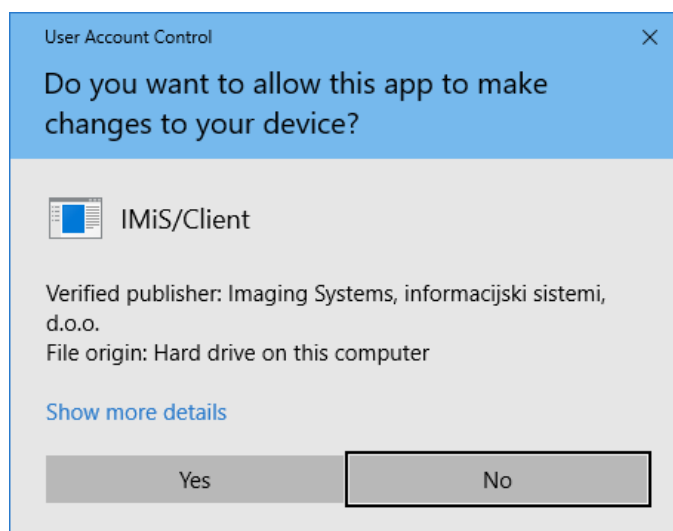 User Account Control
Do you want to allow this app to make
changes to your device?
IMiS/Client
Verified publisher: Imaging Systems, informacijski sistemi,
d.o.o.
File origin: Hard drive on this computer
Show more details
Yes
No